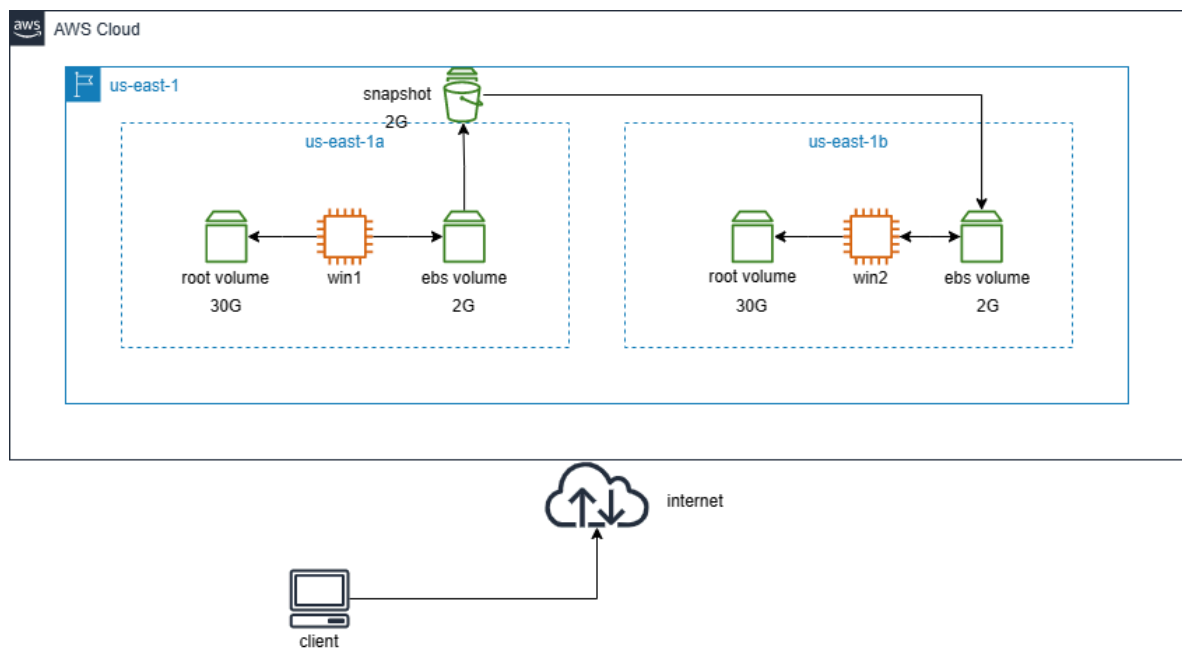 aws
AWS Cloud
us-east-1
snapshot
2G
us-east-1a
us-east-1b
root volume
30G
win1
ebs volume
2G
root volume
30G
win2
ebs volume
2G
internet
client